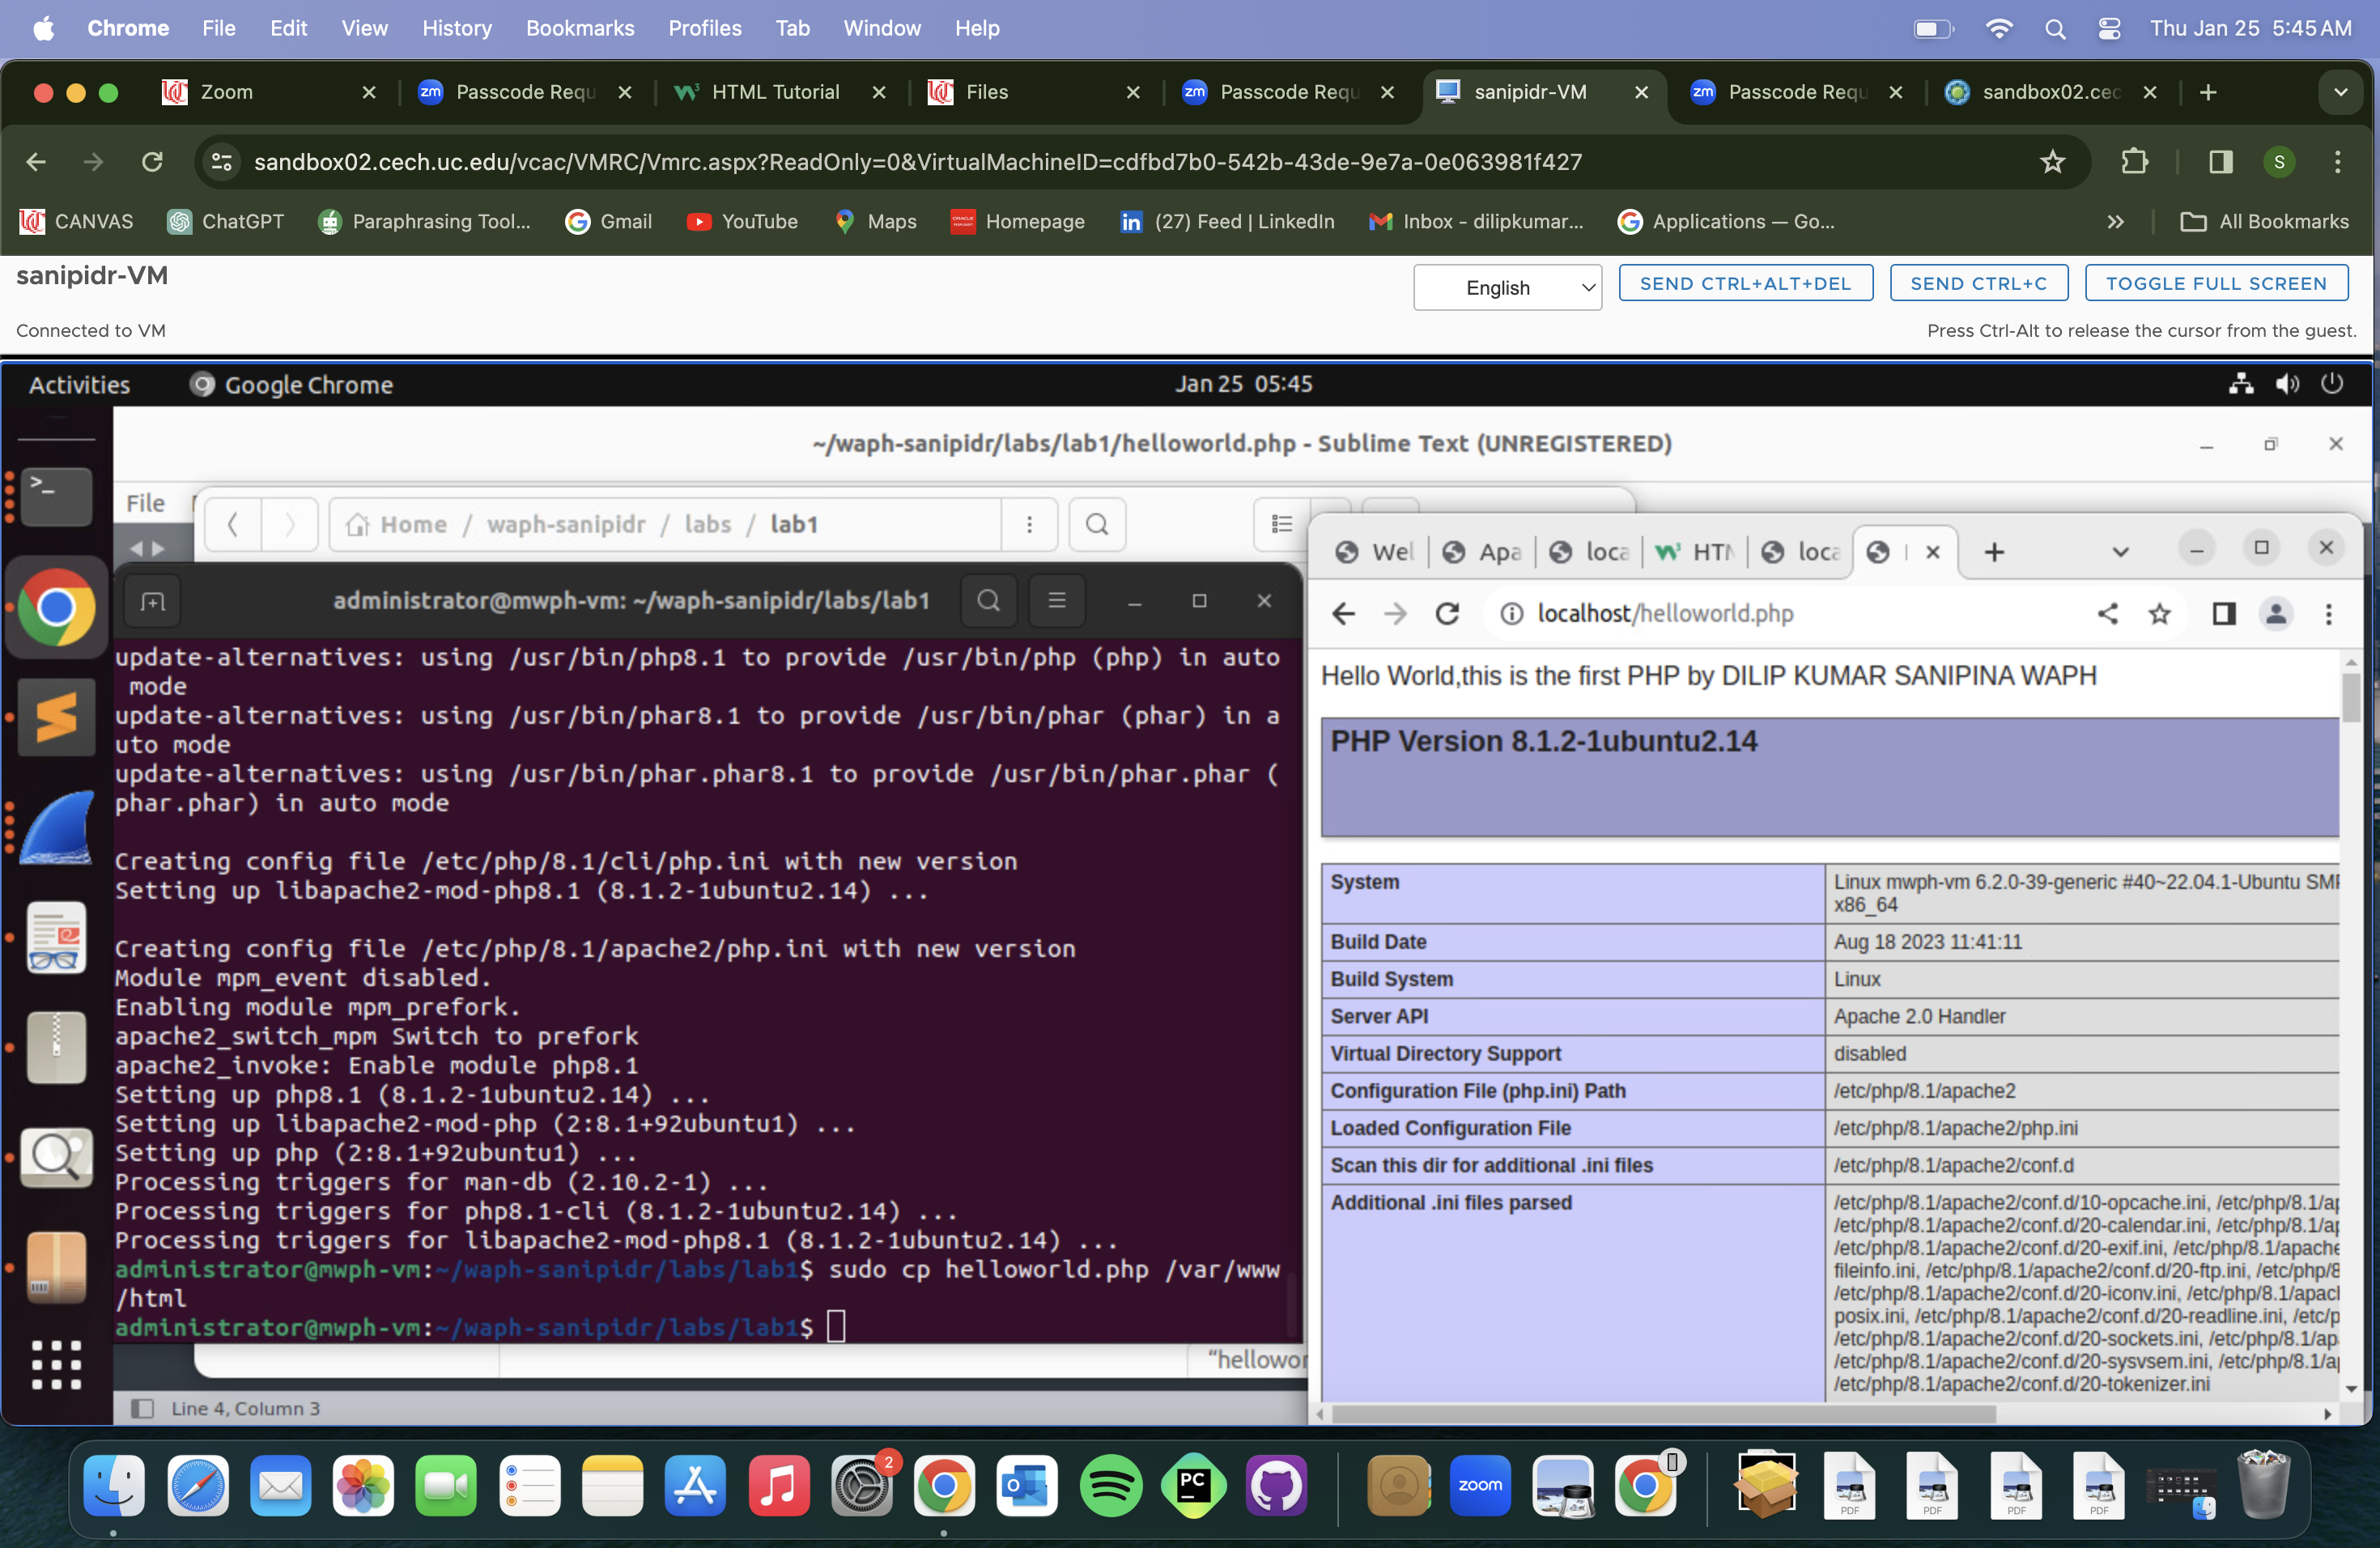 Chrome File Edit View History Bookmarks Profiles Tab Window Help Thu Jan 25 5:45 AM
Zoom Passcode Requ HTML Tutorial Files Passcode Requ sanipidr-VM Passcode Requ sandbox02.cec
sandbox02.cech.uc.edu/vcac/VMRC/Vmrc.aspx?ReadOnly=0&VirtualMachineID=cdfbd7b0-542b-43de-9e7a-0e063981f427 S
CANVAS ChatGPT Paraphrasing Tool... Gmail YouTube Maps Homepage (27) Feed | LinkedIn Inbox - dilipkumar... Applications — Go... » All Bookmarks
sanipidr-VM English SEND CTRL+ALT+DEL SEND CTRL+C TOGGLE FULL SCREEN
Connected to VM Press Ctrl-Alt to release the cursor from the guest.
Activities Google Chrome Jan 25 05:45
~/waph-sanipidr/labs/lab1/helloworld.php - Sublime Text (UNREGISTERED)
File
Home / waph-sanipidr / labs / lab1
administrator@mwph-vm: ~/waph-sanipidr/labs/lab1
update-alternatives: using /usr/bin/php8.1 to provide /usr/bin/php (php) in auto
mode
update-alternatives: using /usr/bin/phar8.1 to provide /usr/bin/phar (phar) in a
uto mode
update-alternatives: using /usr/bin/phar.phar8.1 to provide /usr/bin/phar.phar (
phar.phar) in auto mode
Creating config file /etc/php/8.1/cli/php.ini with new version
Setting up libapache2-mod-php8.1 (8.1.2-1ubuntu2.14) ...
Creating config file /etc/php/8.1/apache2/php.ini with new version
Module mpm_event disabled.
Enabling module mpm_prefork.
apache2_switch_mpm Switch to prefork
apache2_invoke: Enable module php8.1
Setting up php8.1 (8.1.2-1ubuntu2.14) ...
Setting up libapache2-mod-php (2:8.1+92ubuntu1) ...
Setting up php (2:8.1+92ubuntu1) ...
Processing triggers for man-db (2.10.2-1) ...
Processing triggers for php8.1-cli (8.1.2-1ubuntu2.14) ...
Processing triggers for libapache2-mod-php8.1 (8.1.2-1ubuntu2.14) ...
administrator@mwph-vm:~/waph-sanipidr/labs/lab1$ sudo cp helloworld.php /var/www
/html
administrator@mwph-vm:~/waph-sanipidr/labs/lab1$
"hellowor
Line 4, Column 3
Wel Apa loca HTM loca
localhost/helloworld.php
Hello World,this is the first PHP by DILIP KUMAR SANIPINA WAPH
PHP Version 8.1.2-1ubuntu2.14
System Linux mwph-vm 6.2.0-39-generic #40~22.04.1-Ubuntu SMP
x86_64
Build Date Aug 18 2023 11:41:11
Build System Linux
Server API Apache 2.0 Handler
Virtual Directory Support disabled
Configuration File (php.ini) Path /etc/php/8.1/apache2
Loaded Configuration File /etc/php/8.1/apache2/php.ini
Scan this dir for additional .ini files /etc/php/8.1/apache2/conf.d
Additional .ini files parsed /etc/php/8.1/apache2/conf.d/10-opcache.ini, /etc/php/8.1/ap
/etc/php/8.1/apache2/conf.d/20-calendar.ini, /etc/php/8.1/ap
/etc/php/8.1/apache2/conf.d/20-exif.ini, /etc/php/8.1/apache
fileinfo.ini, /etc/php/8.1/apache2/conf.d/20-ftp.ini, /etc/php/8
/etc/php/8.1/apache2/conf.d/20-iconv.ini, /etc/php/8.1/apacl
posix.ini, /etc/php/8.1/apache2/conf.d/20-readline.ini, /etc/p
/etc/php/8.1/apache2/conf.d/20-sockets.ini, /etc/php/8.1/ap
/etc/php/8.1/apache2/conf.d/20-sysvsem.ini, /etc/php/8.1/ap
/etc/php/8.1/apache2/conf.d/20-tokenizer.ini
2
PC
zoom
PDF PDF PDF PDF